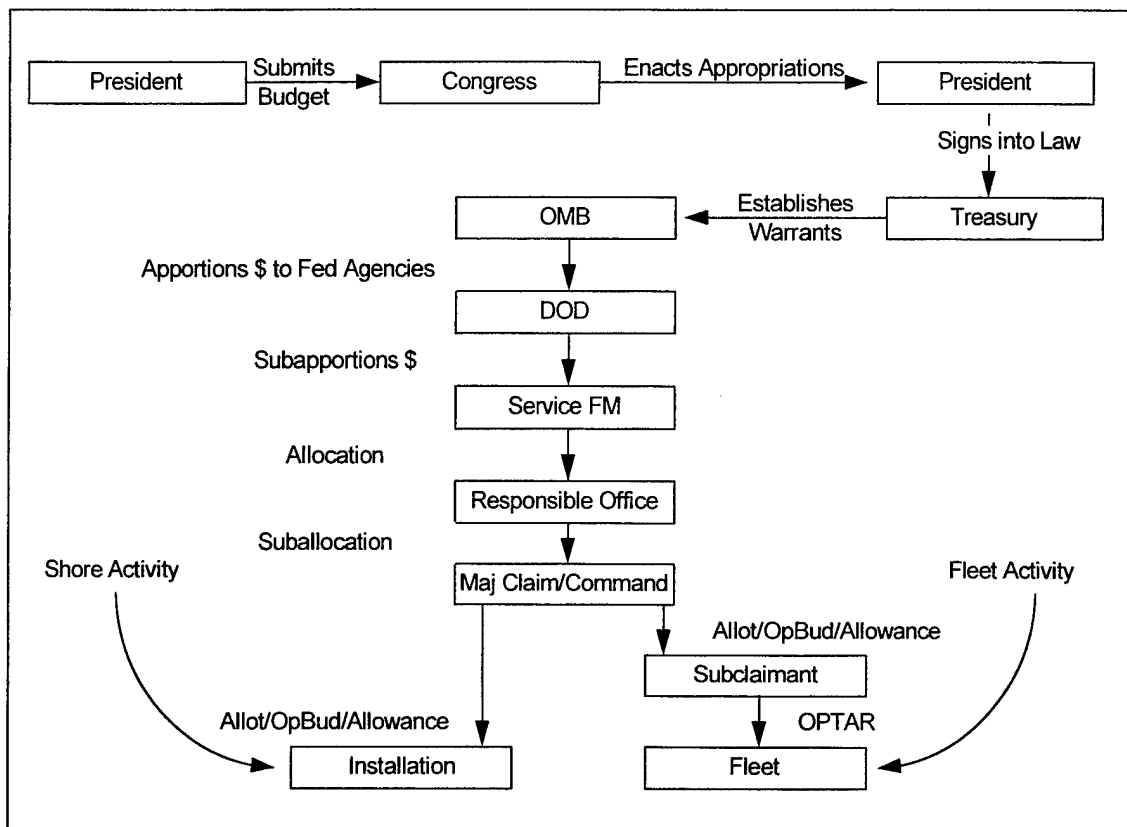 President
Submits
Budget
Congress
Enacts Appropriations
President
Signs into Law
OMB
Establishes
Warrants
Treasury
Apportions $ to Fed Agencies
DOD
Subapportions $
Service FM
Allocation
Responsible Office
Suballocation
Shore Activity
Maj Claim/Command
Fleet Activity
Allot/OpBud/Allowance
Subclaimant
Allot/OpBud/Allowance
OPTAR
Installation
Fleet